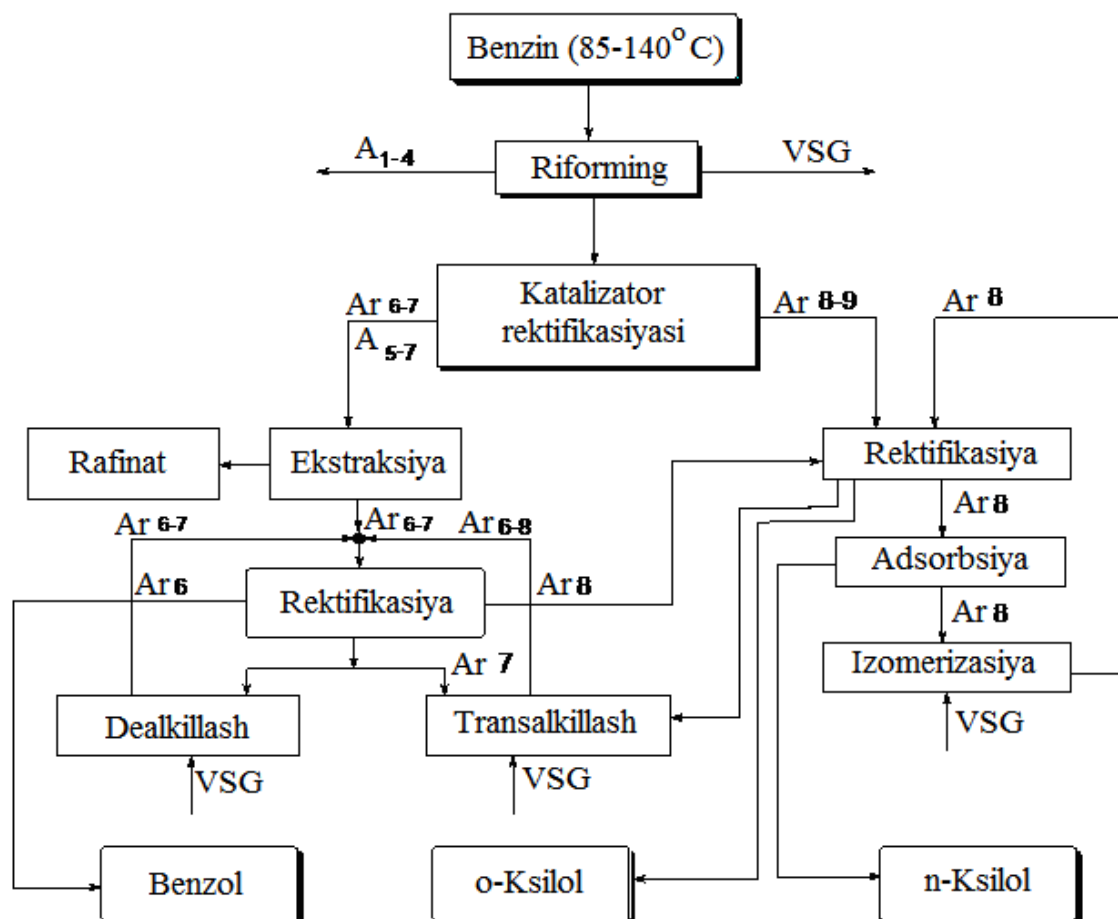 Benzin (85-140° C)
A 1-4
VSG
Riforming
Katalizator
rektifikasiyasi
Ar 6-7
A 5-7
Ar 8-9
Ar 8
Rafinat
Ekstraksiya
Rektifikasiya
Ar 6-7
Ar 6-7
Ar 6-8
Ar 8
Adsorbsiya
Ar 6
Rektifikasiya
Ar 8
Ar 8
Ar 7
Izomerizasiya
Dealkillash
Transalkillash
VSG
VSG
VSG
Benzol
o-Ksilol
n-Ksilol